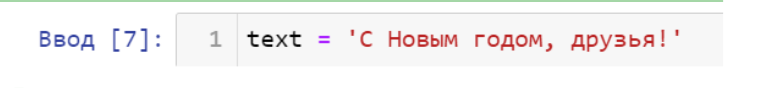 Ввод [7]: 1 text = 'С Новым годом, друзья!'